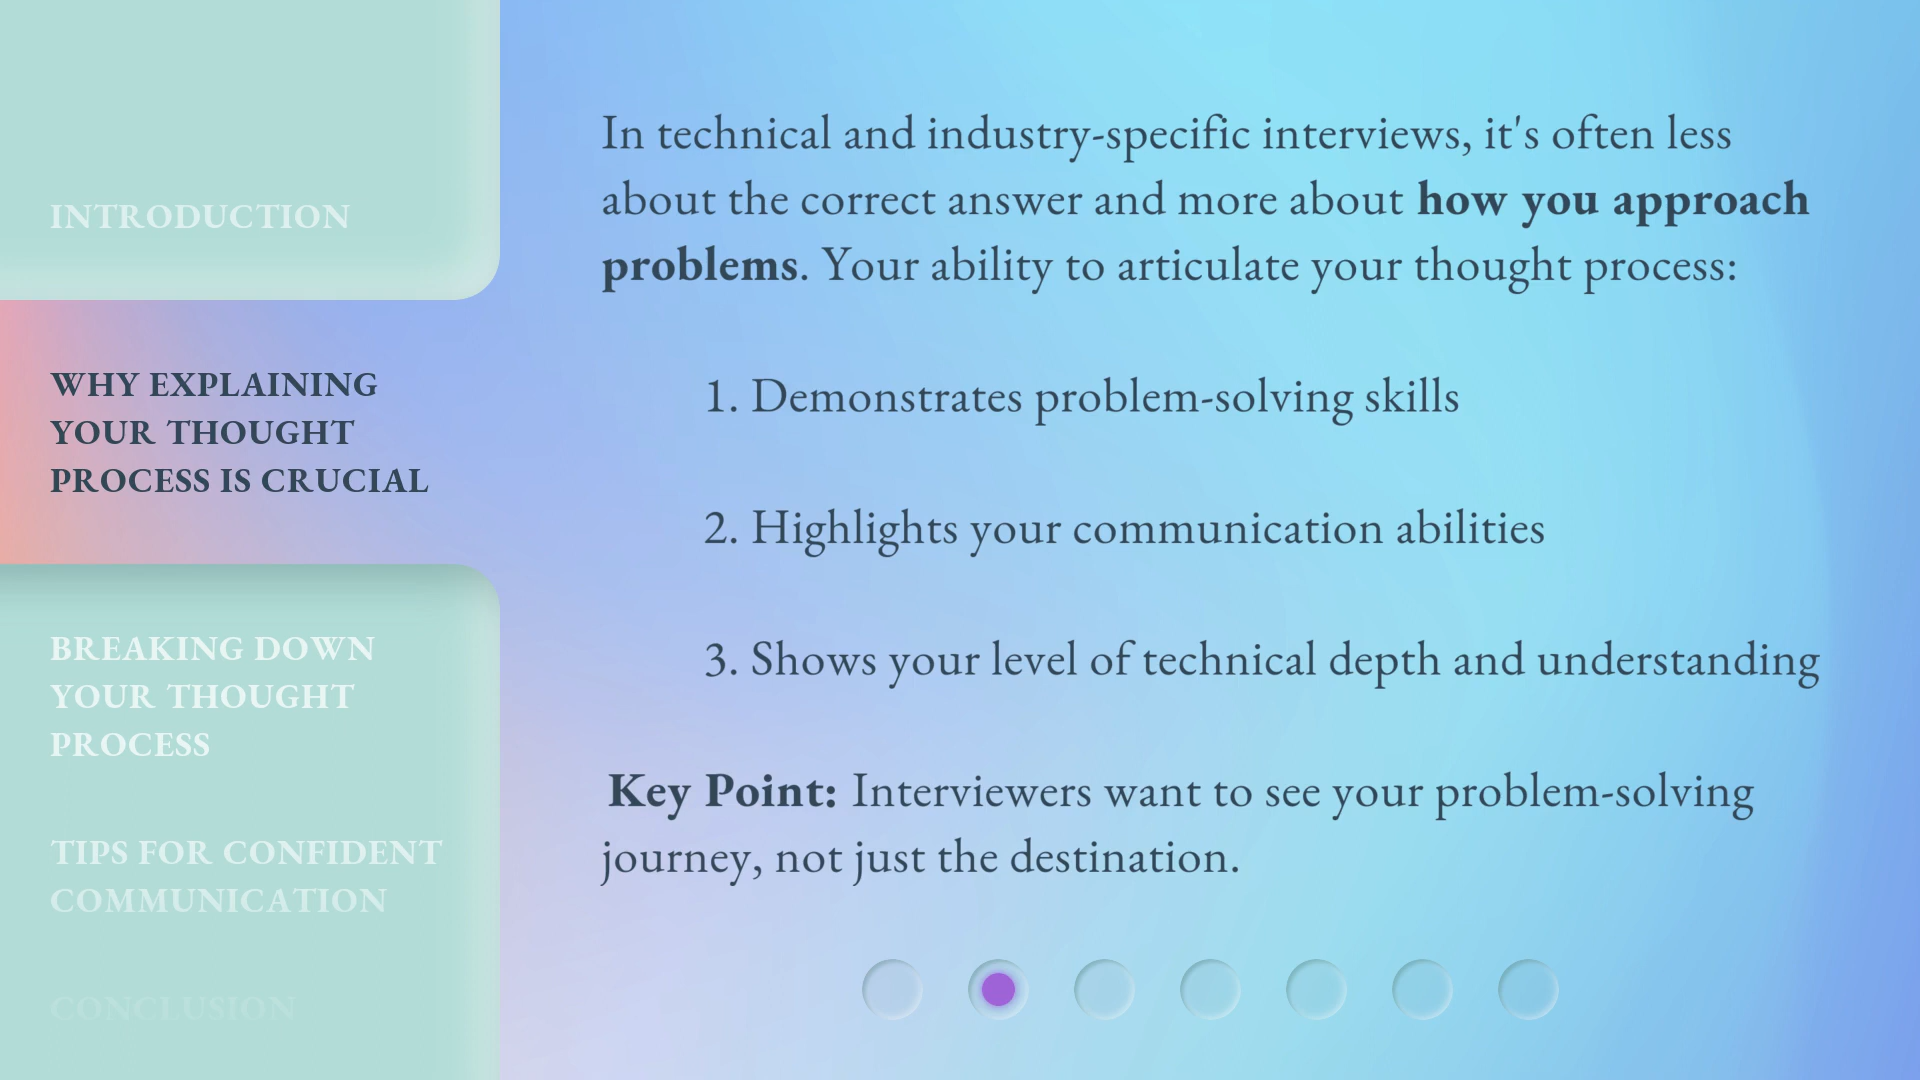 INTRODUCTION
WHY EXPLAINING
YOUR THOUGHT
PROCESS IS CRUCIAL
BREAKING DOWN
YOUR THOUGHT
PROCESS
TIPS FOR CONFIDENT
COMMUNICATION
CONCLUSION
In technical and industry-specific interviews, it's often less
about the correct answer and more about how you approach
problems. Your ability to articulate your thought process:
1. Demonstrates problem-solving skills
2. Highlights your communication abilities
3. Shows your level of technical depth and understanding
Key Point: Interviewers want to see your problem-solving
journey, not just the destination.